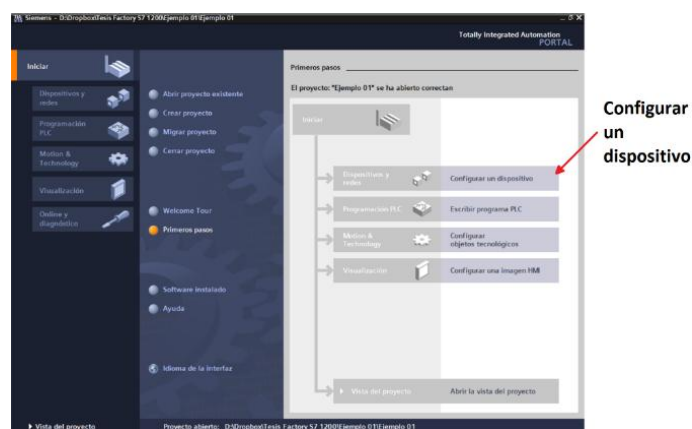 Siemens - D:\Dropbox\Tesis Factory S7 1200\Ejemplo 01\Ejemplo 01
Totally Integrated Automation
PORTAL
Iniciar
Dispositivos y
redes
Programación
PLC
Motion &
Technology
Visualización
Online y
diagnóstico
Abrir proyecto existente
Crear proyecto
Migrar proyecto
Cerrar proyecto
Welcome Tour
Primeros pasos
Software instalado
Ayuda
Idioma de la interfaz
Primeros pasos
El proyecto: "Ejemplo 01" se ha abierto correctan
Iniciar
Dispositivos y
redes
Configurar un dispositivo
Programación PLC
Escribir programa PLC
Motion &
Technology
Configurar
objetos tecnológicos
Visualización
Configurar una imagen HMI
Vista del proyecto
Abrir la vista del proyecto
Configurar
un
dispositivo
Vista del proyecto
Proyecto abierto: D:\Dropbox\Tesis Factory S7 1200\Ejemplo 01\Ejemplo 01